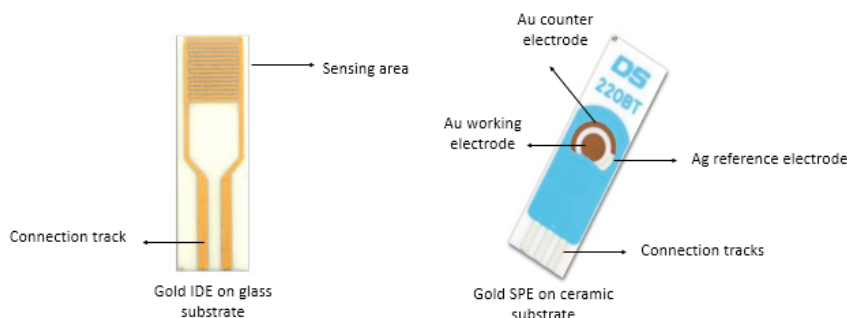 Sensing area
Connection track
Gold IDE on glass
substrate
Au counter
electrode
DS
220BT
Au working
electrode
Ag reference electrode
Connection tracks
Gold SPE on ceramic
substrate